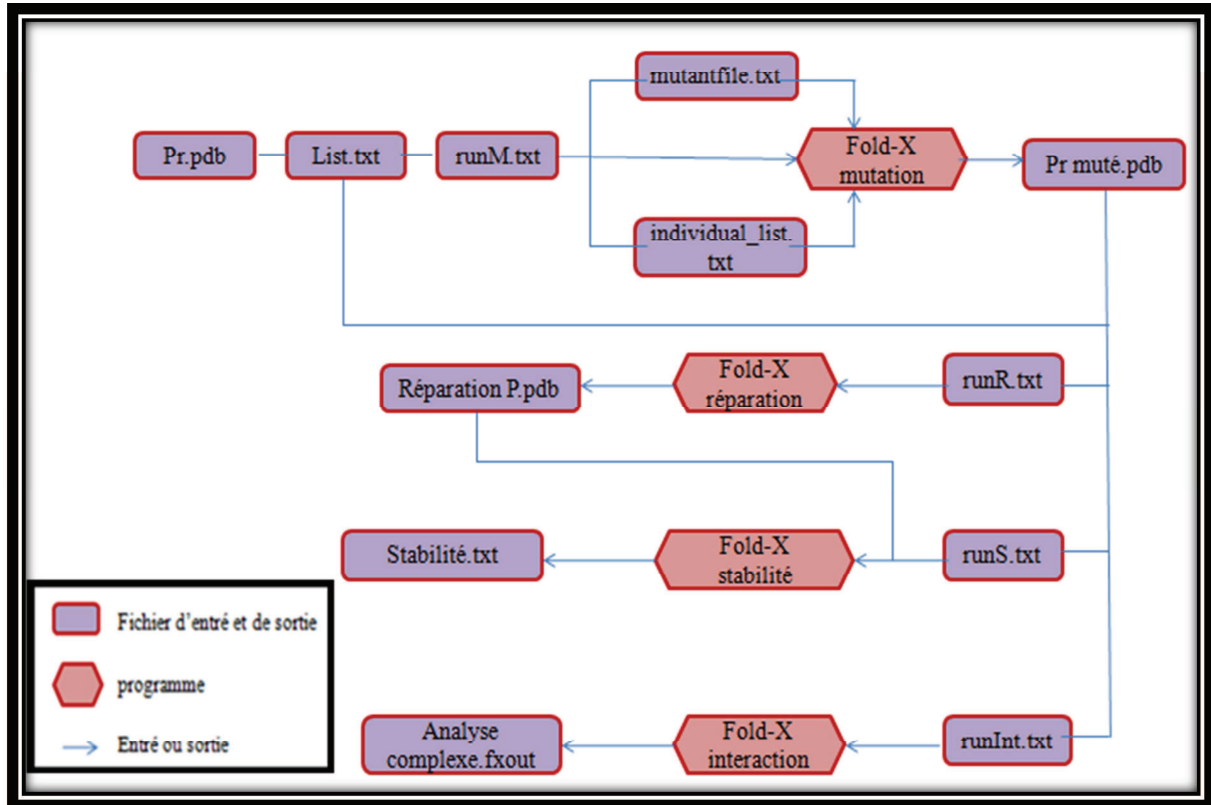 mutantfile.txt
Pr.pdb
List.txt
runM.txt
Fold-X
mutation
Pr muté.pdb
individual_list.
txt
Réparation P.pdb
Fold-X
réparation
runR.txt
Stabilité.txt
Fold-X
stabilité
runS.txt
Fichier d'entré et de sortie
programme
Entré ou sortie
Analyse
complexe.fxout
Fold-X
interaction
runInt.txt